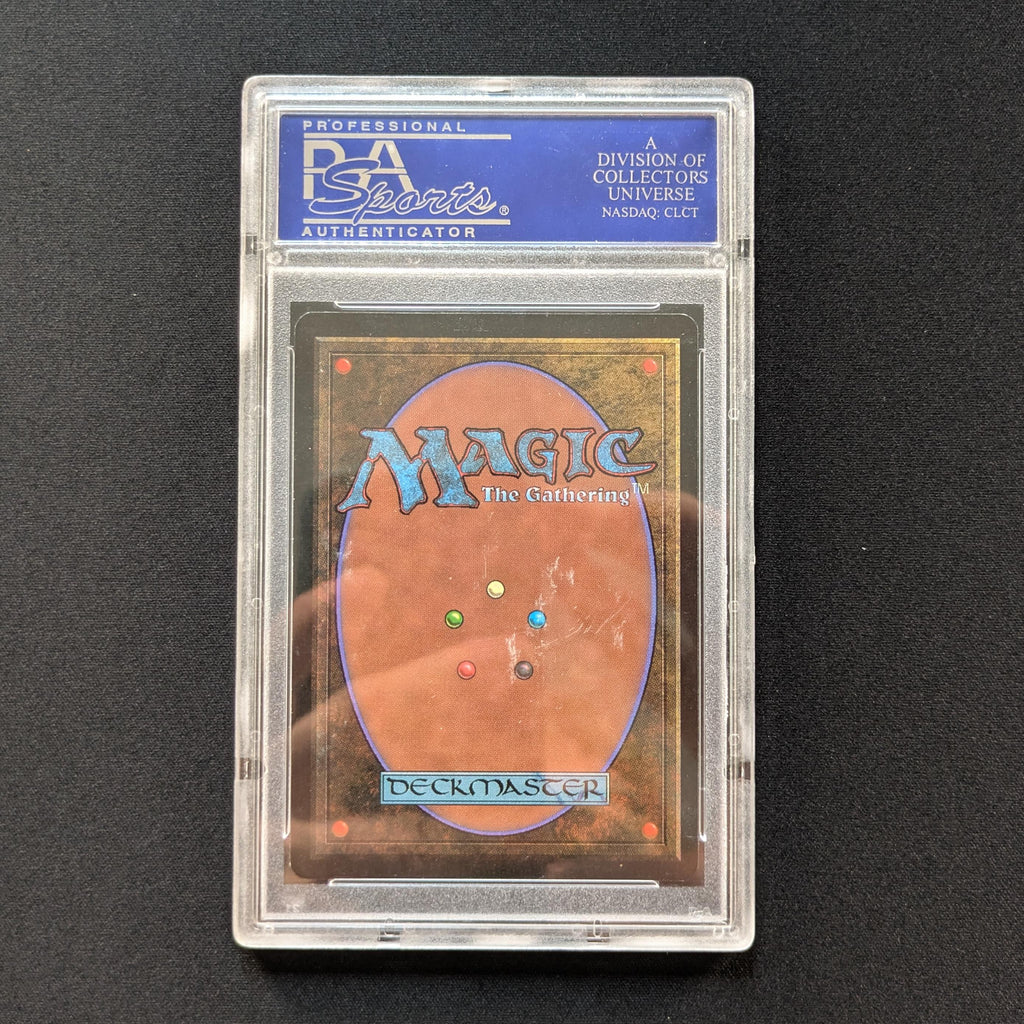 PROFESSIONAL
PSA
Sports®
AUTHENTICATOR
A
DIVISION OF
COLLECTORS
UNIVERSE
NASDAQ: CLCT
MAGIC
The Gathering™
DECKMASTER